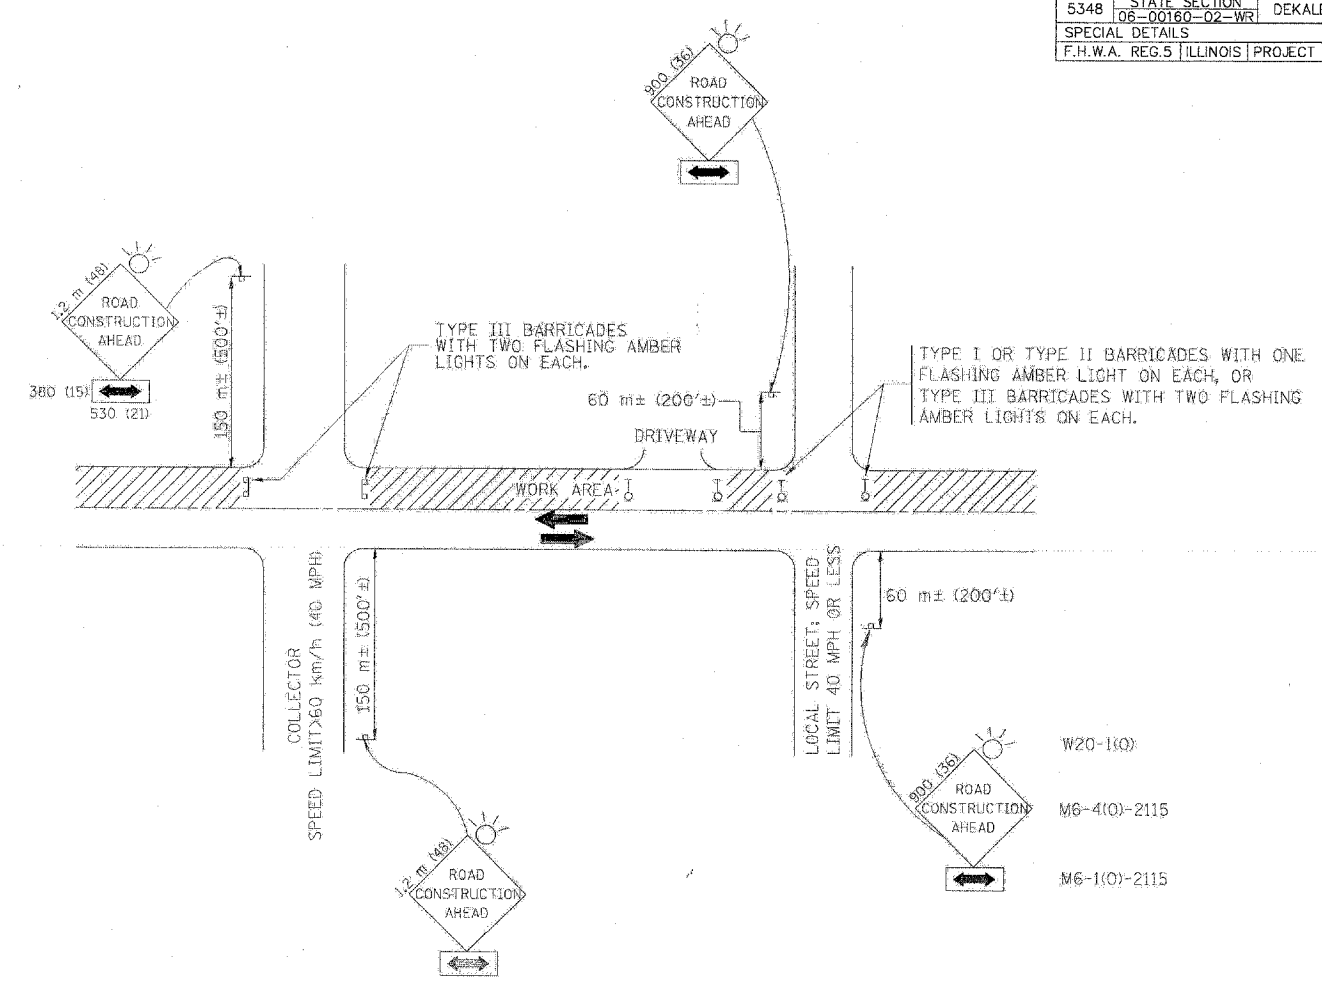 5348
STATE SECTION
06-00160-02-WR
SPECIAL DETAILS
F.H.W.A. REG.5 ILLINOIS PROJECT
900 (36)
ROAD
CONSTRUCTION
AHEAD
1.2 m (48)
ROAD
CONSTRUCTION
AHEAD
380 (15)
530 (21)
150 m± (500'±)
TYPE III BARRICADES
WITH TWO FLASHING AMBER
LIGHTS ON EACH.
60 m± (200'±)
DRIVEWAY
TYPE I OR TYPE II BARRICADES WITH ONE
FLASHING AMBER LIGHT ON EACH, OR
TYPE III BARRICADES WITH TWO FLASHING
AMBER LIGHTS ON EACH.
WORK AREA
COLLECTOR
SPEED LIMIT>60 km/h (40 MPH)
150 m± (500'±)
LOCAL STREET; SPEED
LIMIT 40 MPH OR LESS
60 m± (200'±)
1.2 m (48)
ROAD
CONSTRUCTION
AHEAD
900 (36)
ROAD
CONSTRUCTION
AHEAD
W20-1(O)
M6-4(O)-2115
M6-1(O)-2115